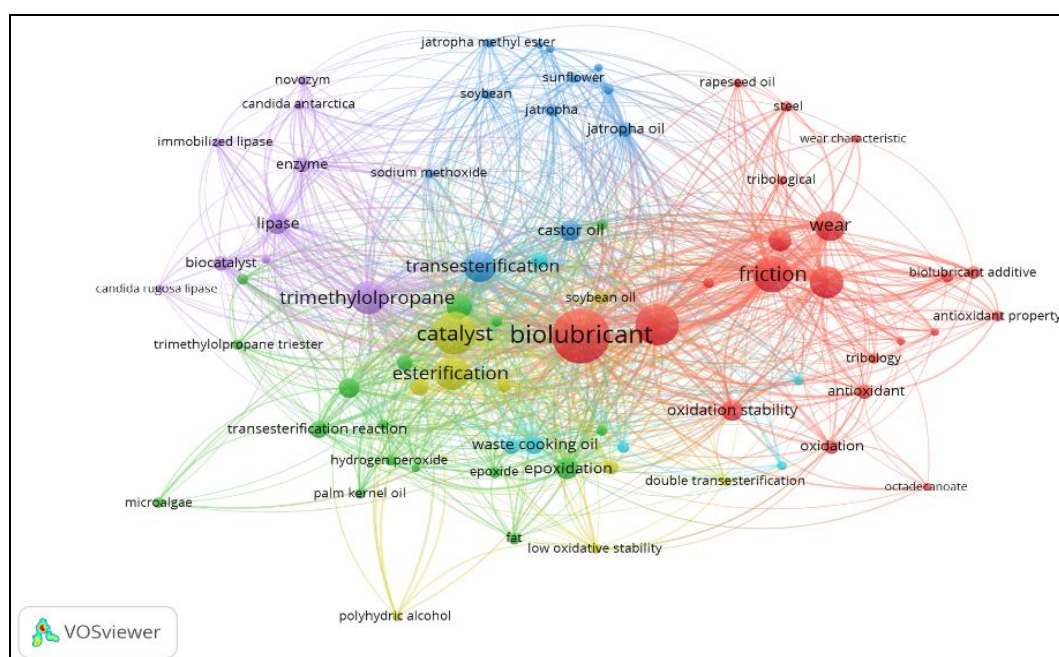 jatropha methyl ester
novozym
sunflower
rapeseed oil
candida antarctica
soybean
jatropha
steel
immobilized lipase
jatropha oil
wear characteristic
enzyme
sodium methoxide
tribological
lipase
castor oil
wear
biocatalyst
transesterification
friction
biolubricant additive
candida rugosa lipase
trimethylolpropane
soybean oil
antioxidant property
catalyst
biolubricant
trimethylolpropane triester
tribology
esterification
antioxidant
oxidation stability
transesterification reaction
waste cooking oil
oxidation
hydrogen peroxide
epoxide
epoxidation
double transesterification
octadecanoate
palm kernel oil
microalgae
fat
low oxidative stability
polyhydric alcohol
VOSviewer